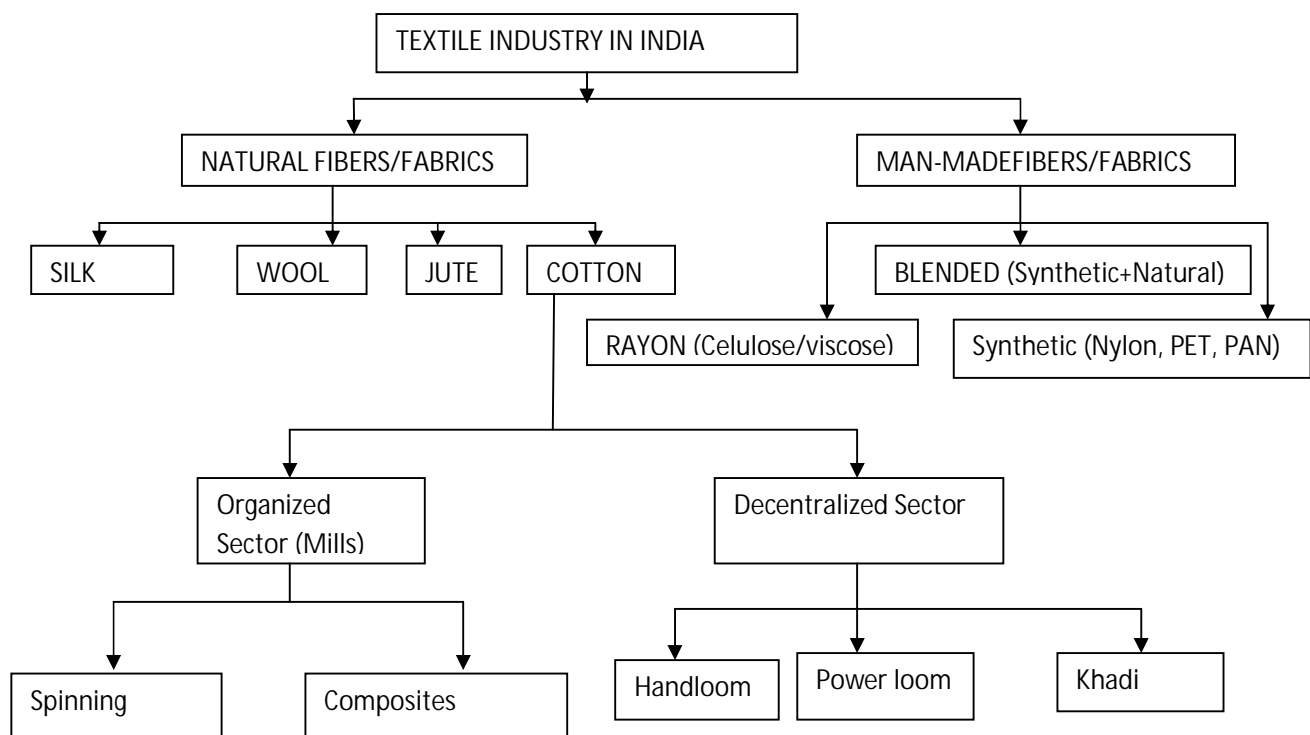 TEXTILE INDUSTRY IN INDIA
NATURAL FIBERS/FABRICS
MAN-MADEFIBERS/FABRICS
SILK
WOOL
JUTE
COTTON
BLENDED (Synthetic+Natural)
RAYON (Celulose/viscose)
Synthetic (Nylon, PET, PAN)
Organized
Sector (Mills)
Decentralized Sector
Spinning
Composites
Handloom
Power loom
Khadi